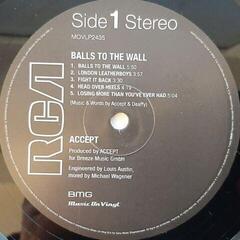 Side 1 Stereo
MOVLP2435
BALLS TO THE WALL
1. BALLS TO THE WALL 5:50
2. LONDON LEATHERBOYS 3:57
3. FIGHT IT BACK 3:30
4. HEAD OVER HEELS 4:19
5. LOSING MORE THAN YOU'VE EVER HAD 5:04
(Music & Words by Accept & Deaffy)
RCA
ACCEPT
Produced by ACCEPT
for Breeze Music GmbH
Engineered by Louis Austin,
mixed by Michael Wagener
BMG
Music On Vinyl